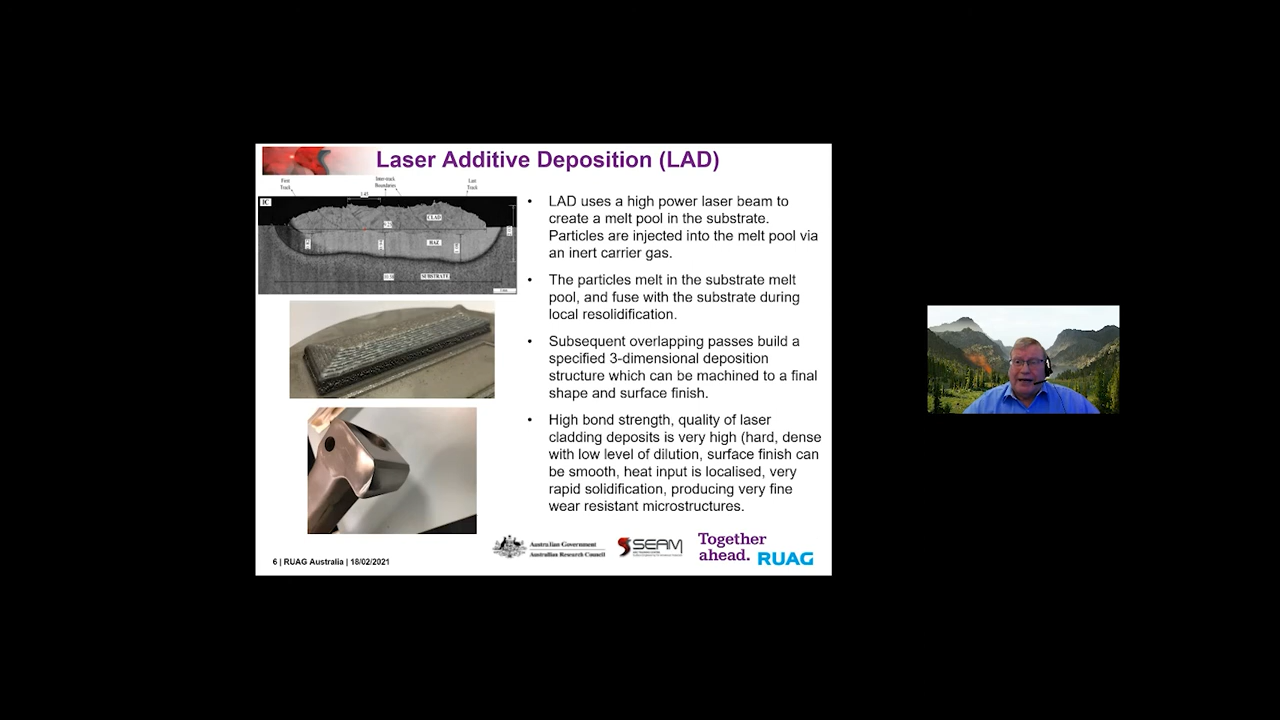 Laser Additive Deposition (LAD)
First
Track
Inter-track
Boundaries
Last
Track
2.45
IC
CLAD
HAZ
SUBSTRATE
• LAD uses a high power laser beam to
create a melt pool in the substrate.
Particles are injected into the melt pool via
an inert carrier gas.
• The particles melt in the substrate melt
pool, and fuse with the substrate during
local resolidification.
• Subsequent overlapping passes build a
specified 3-dimensional deposition
structure which can be machined to a final
shape and surface finish.
• High bond strength, quality of laser
cladding deposits is very high (hard, dense
with low level of dilution, surface finish can
be smooth, heat input is localised, very
rapid solidification, producing very fine
wear resistant microstructures.
Australian Government
Australian Research Council
SEAM
Together
ahead. RUAG
6 | RUAG Australia | 18/02/2021